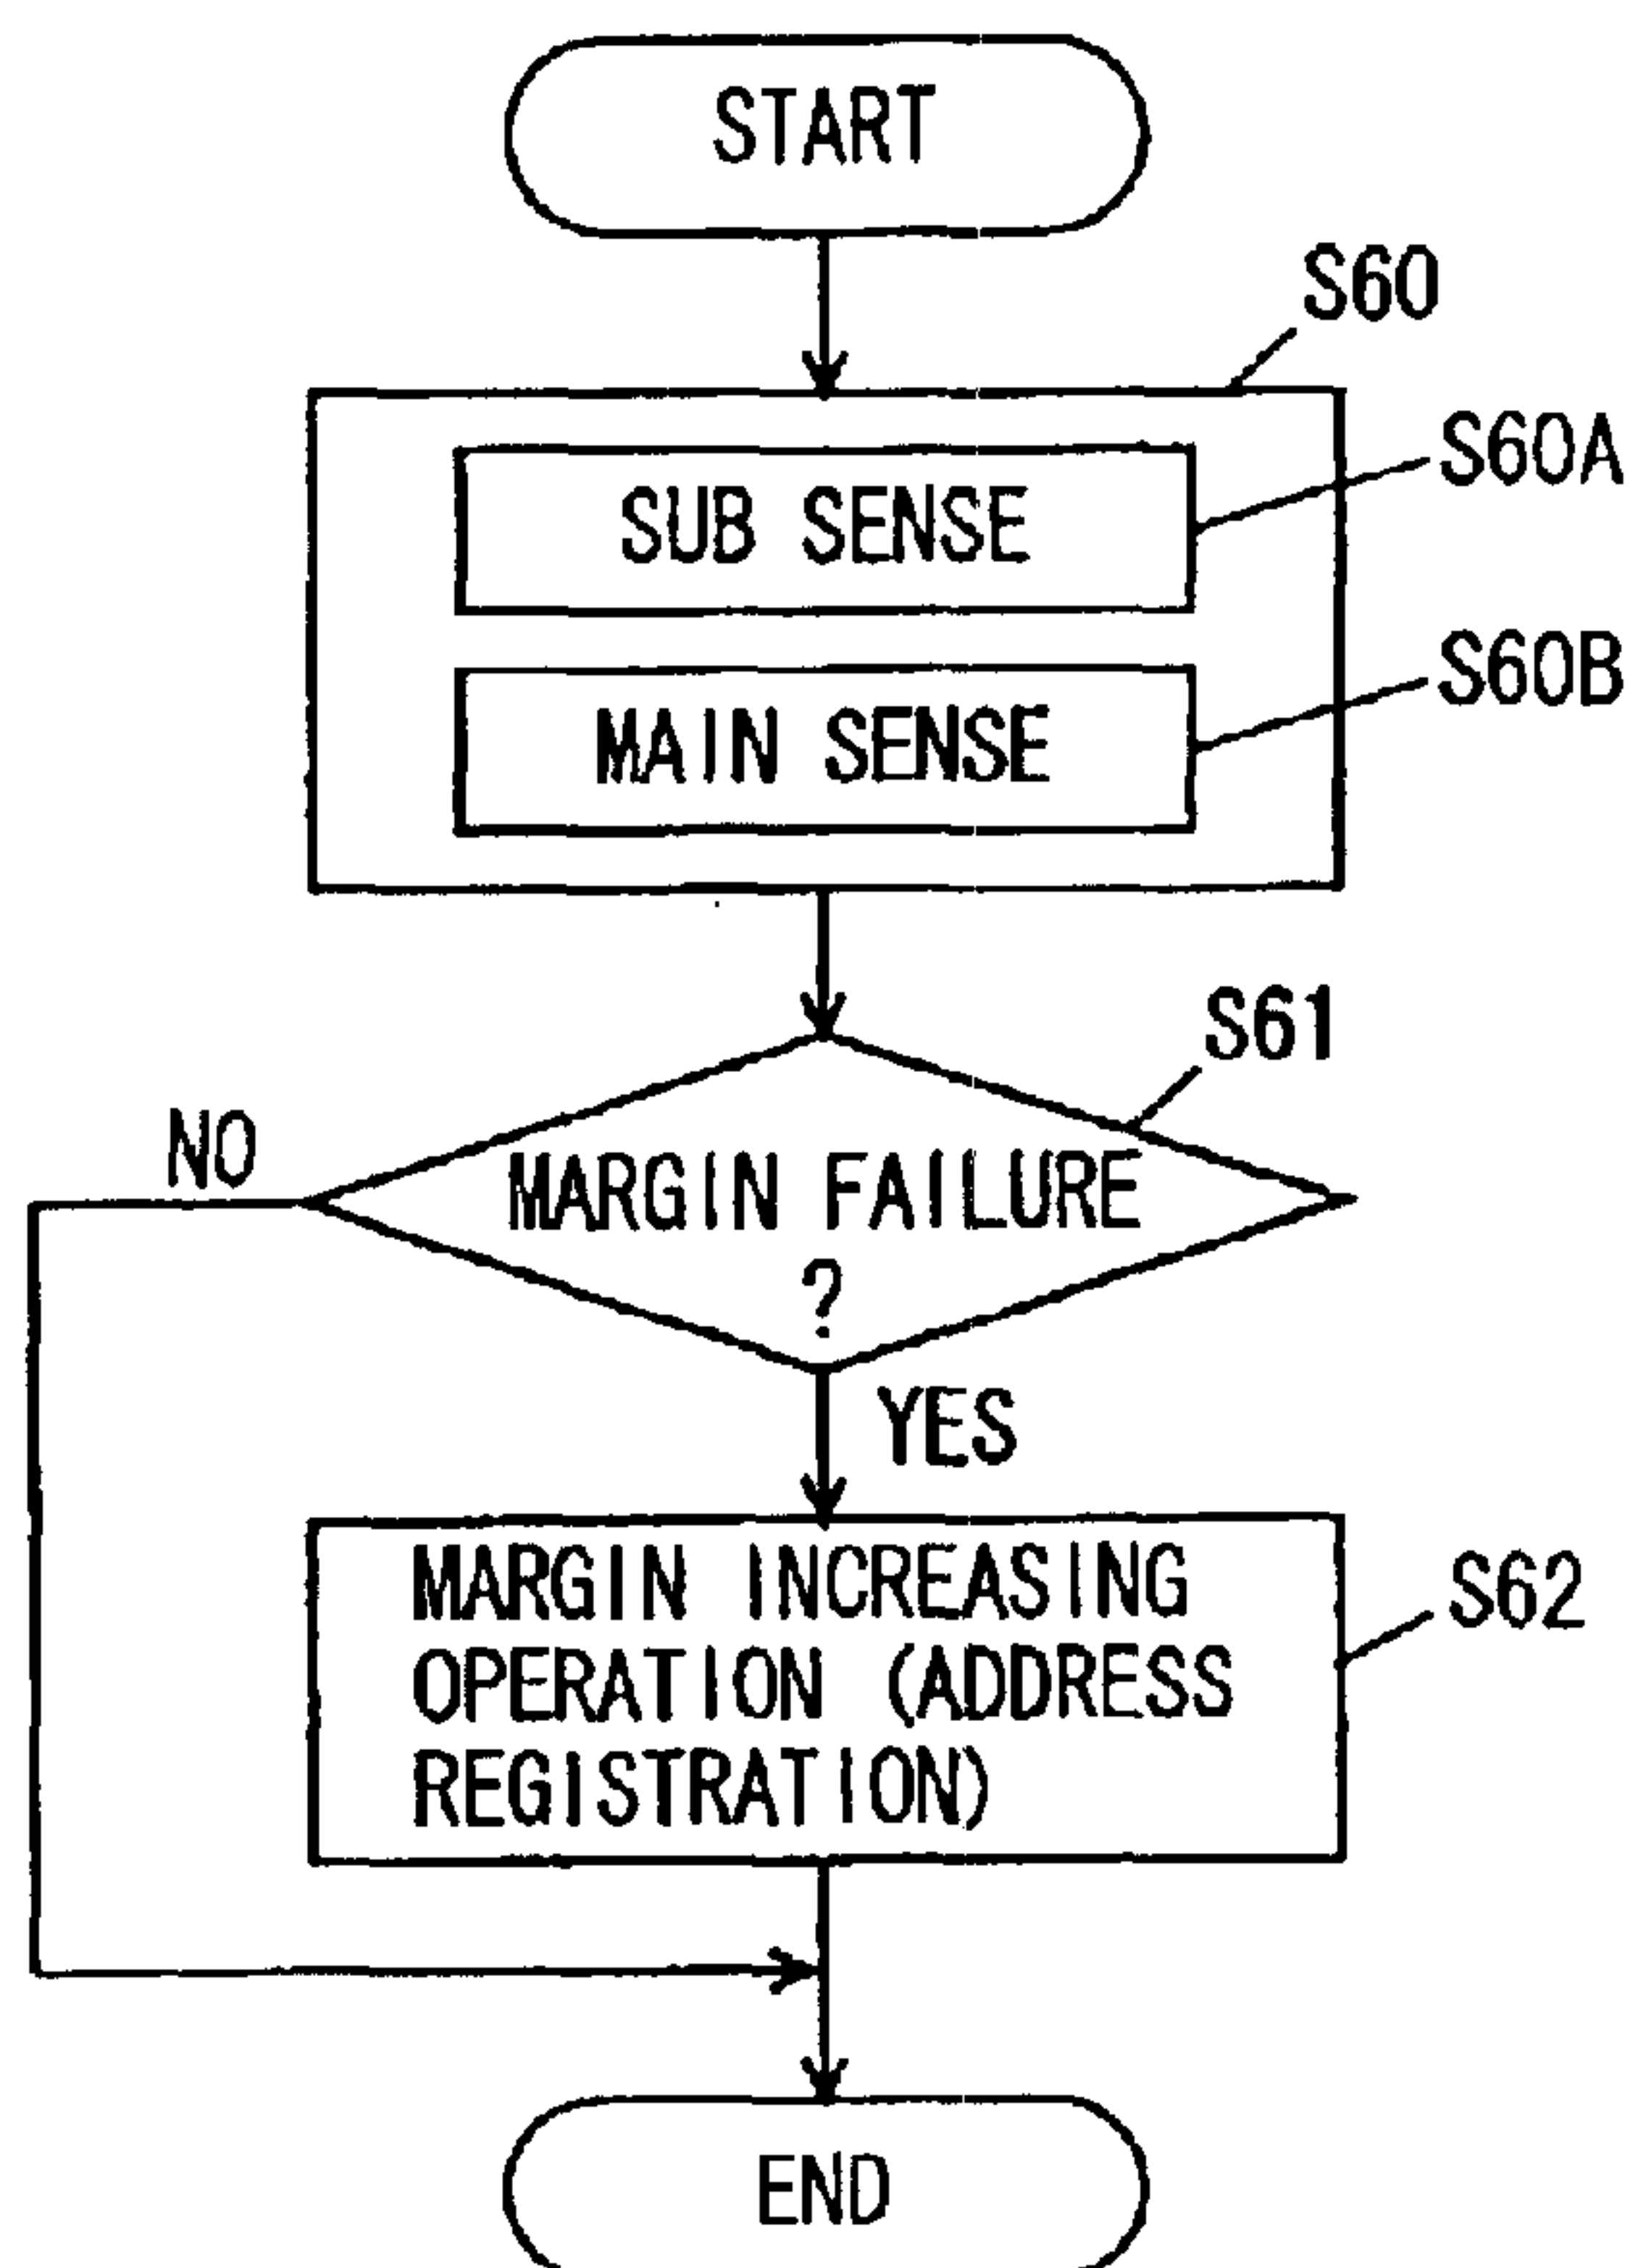 START
S60
S60A
SUB SENSE
S60B
MAIN SENSE
S61
NO
MARGIN FAILURE
?
YES
MARGIN INCREASING
OPERATION (ADDRESS
REGISTRATION)
S62
END